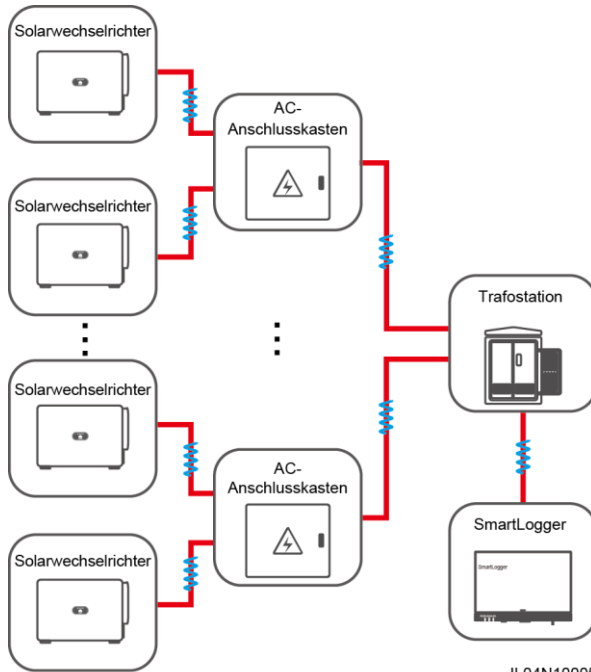 Solarwechselrichter
AC-
Anschlusskasten
Solarwechselrichter
Trafostation
Solarwechselrichter
AC-
Anschlusskasten
SmartLogger
SmartLogger
Solarwechselrichter